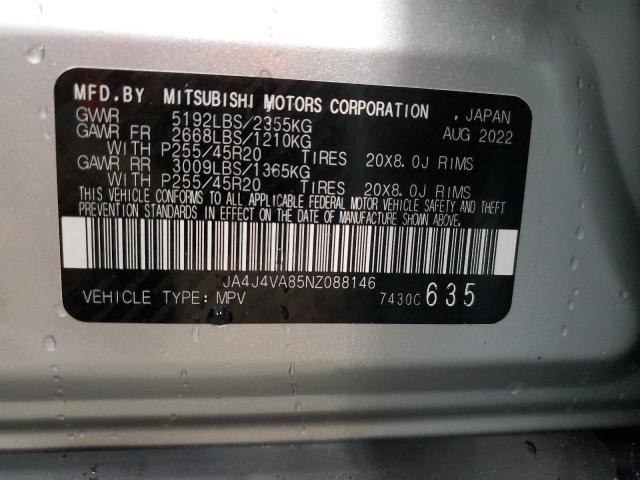 MFD.BY MITSUBISHI MOTORS CORPORATION , JAPAN
GWWR 5192LBS/2355KG AUG 2022
GAWR FR 2668LBS/1210KG
WITH P255/45R20 TIRES 20X8.0J RIMS
GAWR RR 3009LBS/1365KG
WITH P255/45R20 TIRES 20X8.0J RIMS
THIS VEHICLE CONFORMS TO ALL APPLICABLE FEDERAL MOTOR VEHICLE SAFETY AND THEFT
PREVENTION STANDARDS IN EFFECT ON THE DATE OF MANUFACTURE SHOWN ABOVE.
JA4J4VA85NZ088146
VEHICLE TYPE: MPV 7430C 635